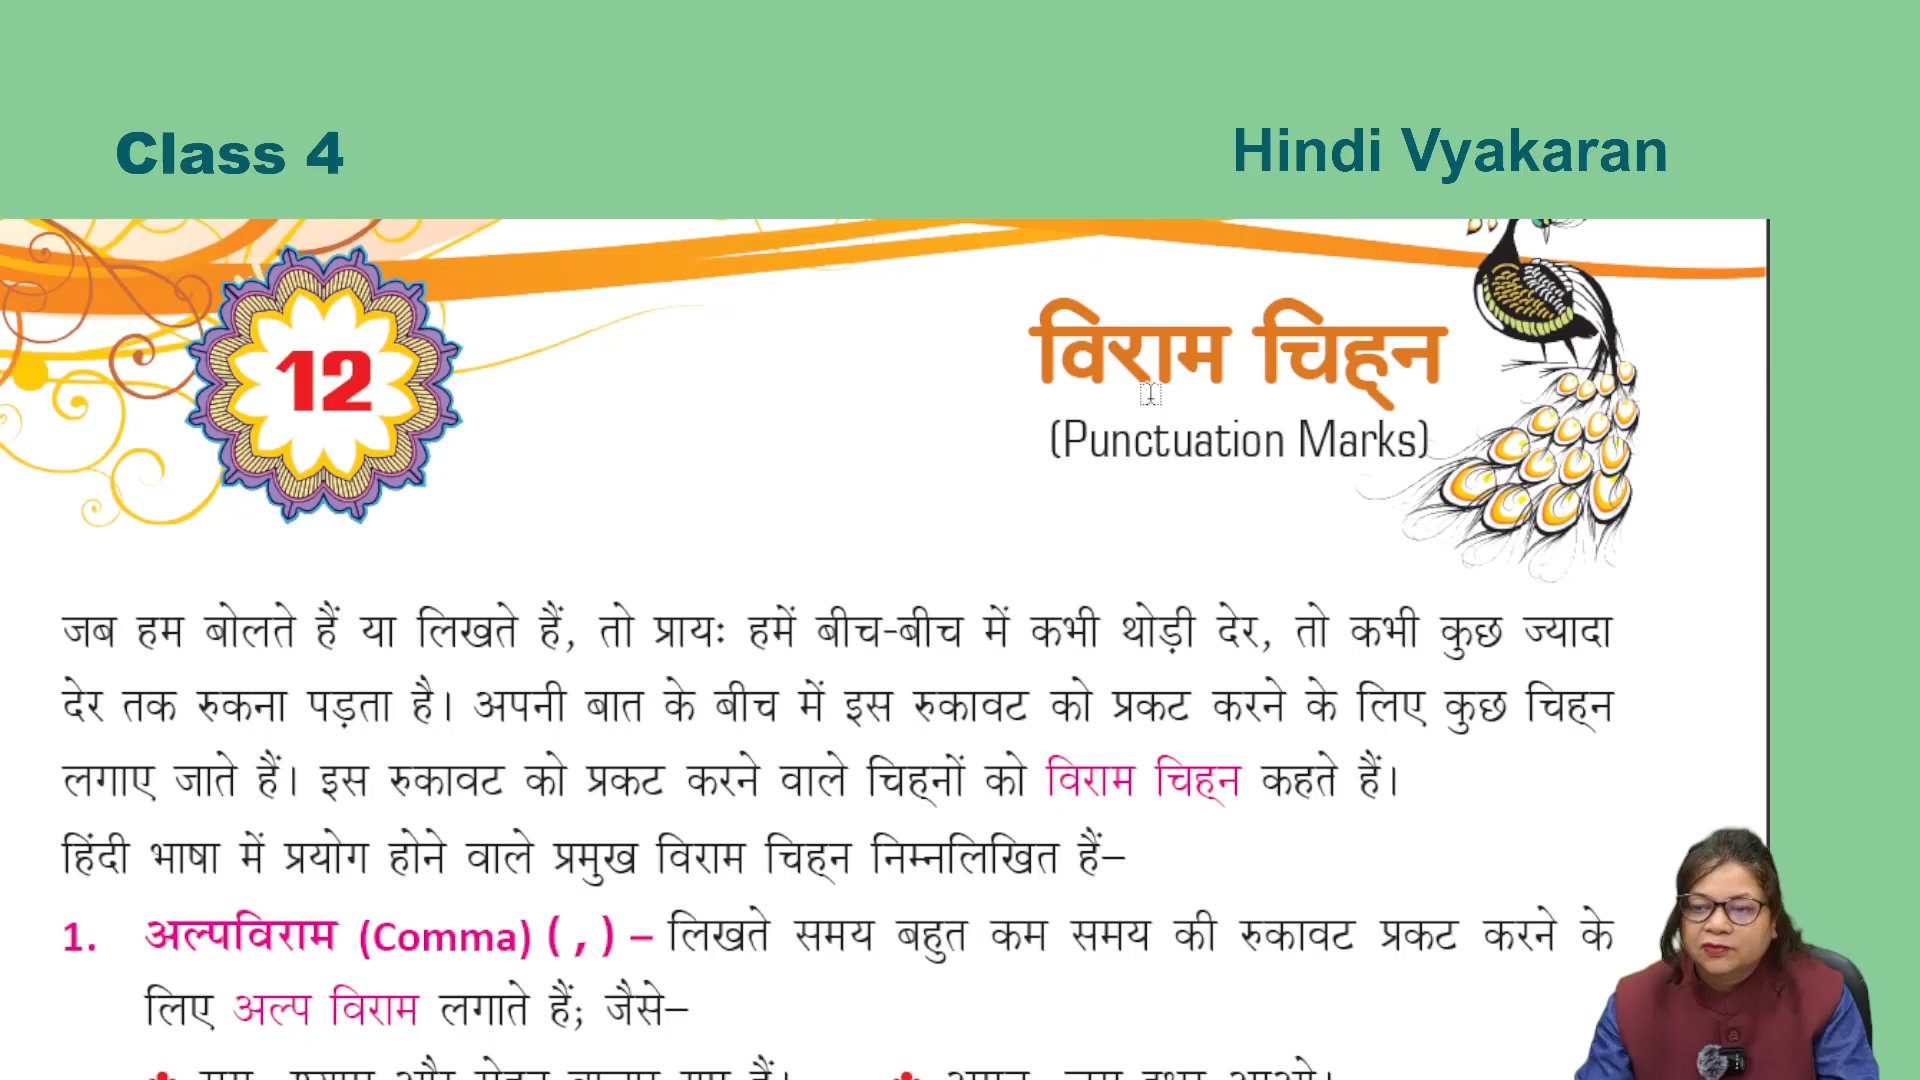 Class 4
Hindi Vyakaran
12
विराम चिह्न
(Punctuation Marks)
जब हम बोलते हैं या लिखते हैं, तो प्रायः हमें बीच-बीच में कभी थोड़ी देर, तो कभी कुछ ज्यादा
देर तक रुकना पड़ता है। अपनी बात के बीच में इस रुकावट को प्रकट करने के लिए कुछ चिह्न
लगाए जाते हैं। इस रुकावट को प्रकट करने वाले चिह्नों को विराम चिह्न कहते हैं।
हिंदी भाषा में प्रयोग होने वाले प्रमुख विराम चिह्न निम्नलिखित हैं–
1. अल्पविराम (Comma) ( , ) – लिखते समय बहुत कम समय की रुकावट प्रकट करने के
लिए अल्प विराम लगाते हैं; जैसे–